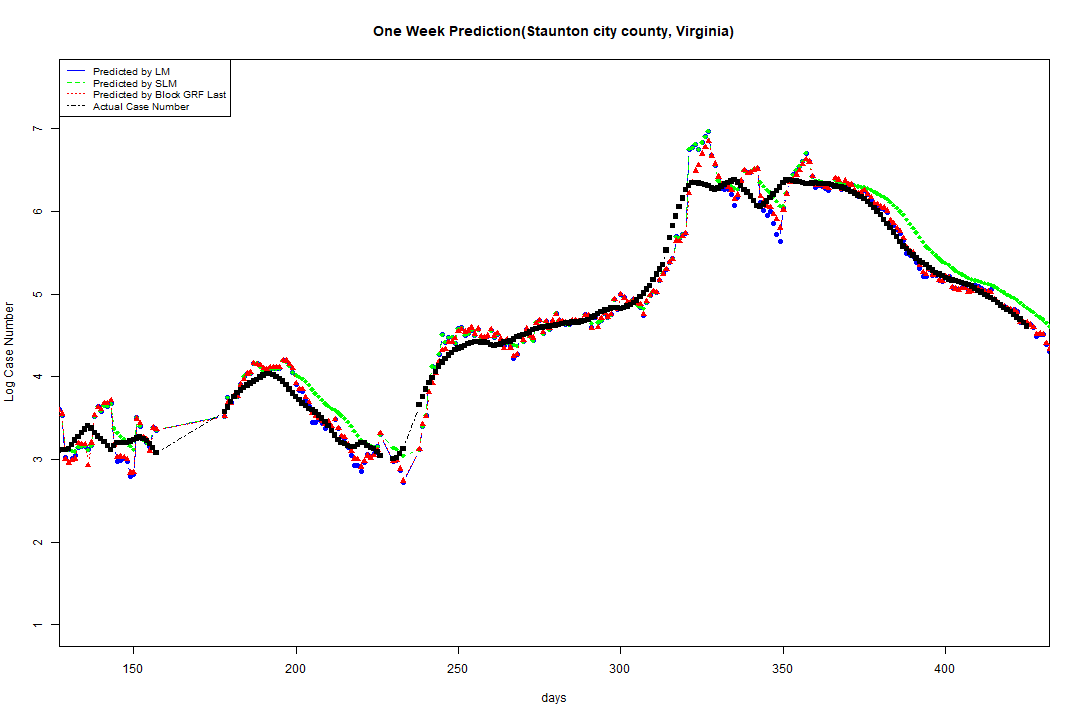 One Week Prediction(Staunton city county, Virginia)
Predicted by LM
Predicted by SLM
Predicted by Block GRF Last
Actual Case Number
7
6
5
4
3
2
1
Log Case Number
150 200 250 300 350 400
days